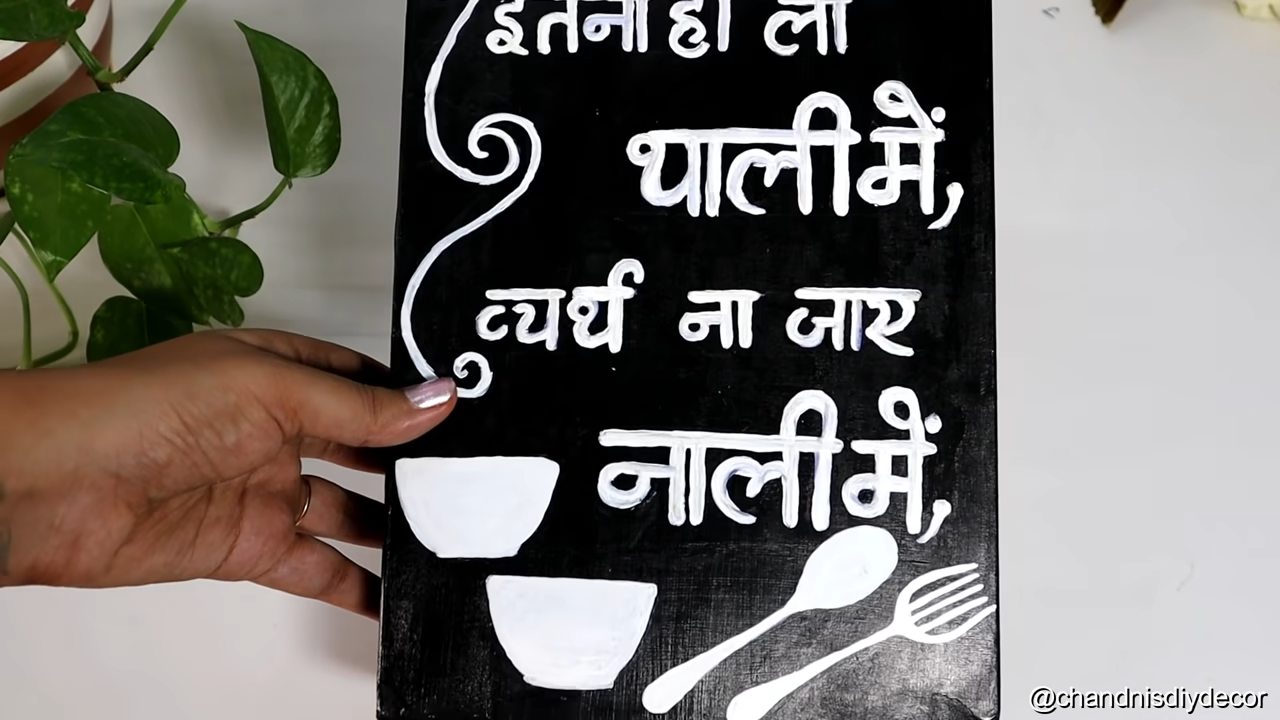 इतना ही लो
थाली में,
व्यर्थ ना जाए
नाली में,
@chandnisdiydecor